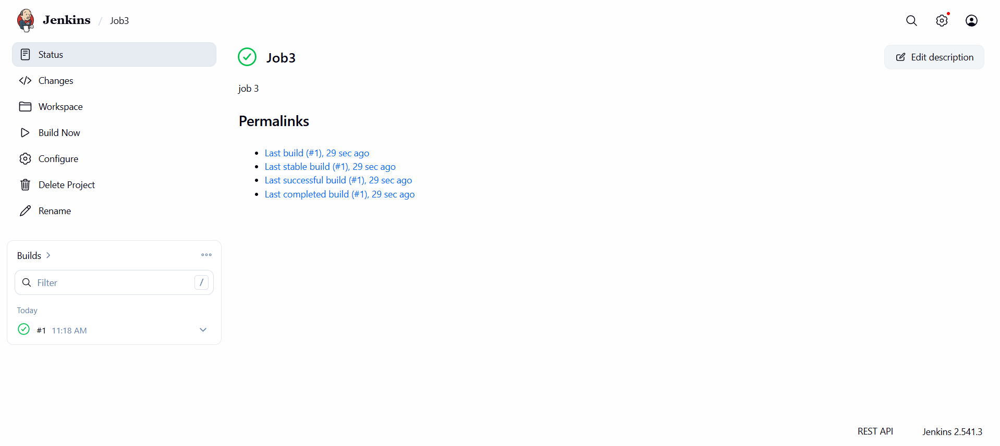 Jenkins / Job3
Status
Changes
Workspace
Build Now
Configure
Delete Project
Rename
Builds
Filter /
Today
#1 11:18 AM
Job3
Edit description
job 3
Permalinks
Last build (#1), 29 sec ago
Last stable build (#1), 29 sec ago
Last successful build (#1), 29 sec ago
Last completed build (#1), 29 sec ago
REST API Jenkins 2.541.3